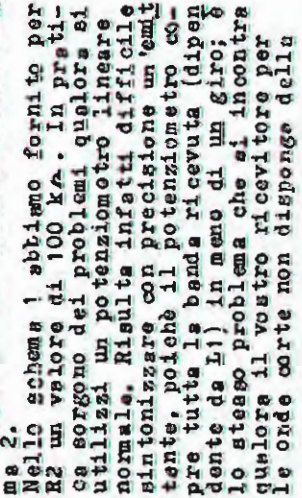 ma 2.
Nello schema 1 abbiamo fornito per
R2 un valore di 100 kΩ. In prati-
ca sorgono dei problemi qualora si
utilizzi un potenziometro lineare
normale. Risulta infatti difficile
sintonizzare con precisione un'emit
tente, poichè il potenziometro co-
pre tutta la banda ricevuta (dipen
dente da L1) in meno di un giro; è
lo stesso problema che si incontra
qualora il vostro ricevitore per
le onde corte non disponga della